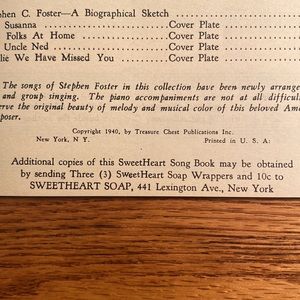 phen C. Foster—A Biographical Sketch . . . . .
Susanna . . . . . Cover Plate . . . . .
Folks At Home . . . . . Cover Plate . . . . .
Uncle Ned . . . . . Cover Plate . . . . .
lie We Have Missed You . . . . . Cover Plate . . . . .
The songs of Stephen Foster in this collection have been newly arrange
and group singing. The piano accompaniments are not at all difficul
erve the original beauty of melody and musical color of this beloved Ame
poser.
Copyright 1940, by Treasure Chest Publications Inc.
New York, N. Y. Printed in U. S. A:
Additional copies of this SweetHeart Song Book may be obtained
by sending Three (3) SweetHeart Soap Wrappers and 10c to
SWEETHEART SOAP, 441 Lexington Ave., New York